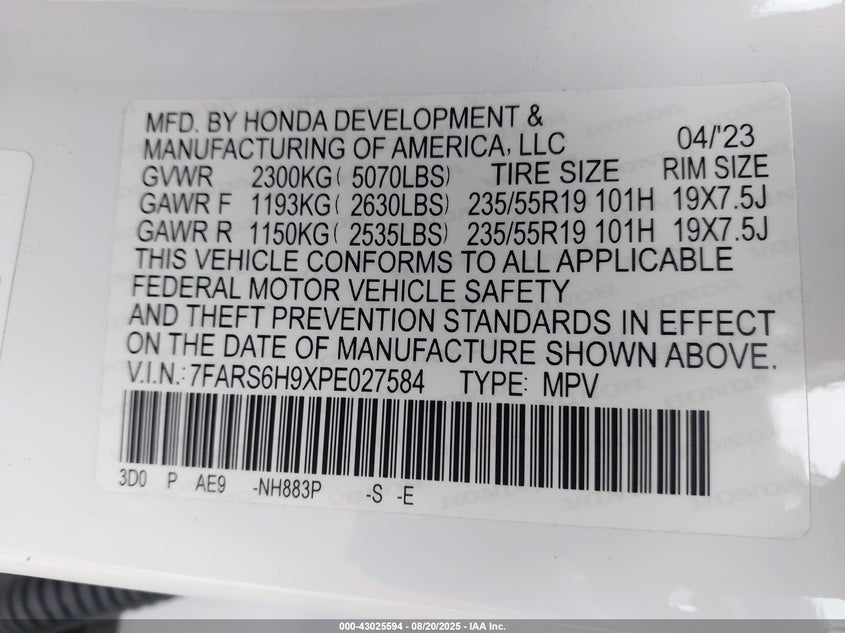 MFD. BY HONDA DEVELOPMENT &
MANUFACTURING OF AMERICA, LLC 04/'23
GVWR 2300KG( 5070LBS) TIRE SIZE RIM SIZE
GAWR F 1193KG( 2630LBS) 235/55R19 101H 19X7.5J
GAWR R 1150KG( 2535LBS) 235/55R19 101H 19X7.5J
THIS VEHICLE CONFORMS TO ALL APPLICABLE
FEDERAL MOTOR VEHICLE SAFETY
AND THEFT PREVENTION STANDARDS IN EFFECT
ON THE DATE OF MANUFACTURE SHOWN ABOVE.
V.I.N.:7FARS6H9XPE027584 TYPE: MPV
3D0 P AE9 -NH883P -S -E
000-43025594 - 08/20/2025 - IAA Inc.